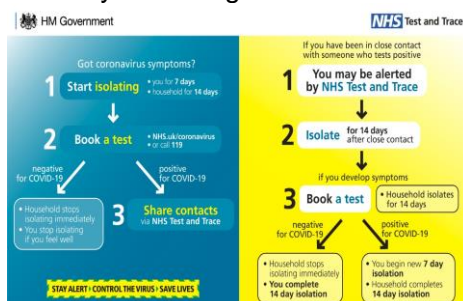 HM Government
NHS Test and Trace
Got coronavirus symptoms?
1 Start isolating
• you for 7 days
• household for 14 days
2 Book a test
• NHS.uk/coronavirus
• or call 119
negative
for COVID-19
positive
for COVID-19
• Household stops
isolating immediately
• You stop isolating
if you feel well
3 Share contacts
via NHS Test and Trace
STAY ALERT › CONTROL THE VIRUS › SAVE LIVES
If you have been in close contact
with someone who tests positive
1 You may be alerted
by NHS Test and Trace
2 Isolate for 14 days
after close contact
if you develop symptoms
3 Book a test
• Household isolates
for 14 days
negative
for COVID-19
positive
for COVID-19
• Household stops
isolating immediately
• You complete
14 day isolation
• You begin new 7 day
isolation
• Household completes
14 day isolation